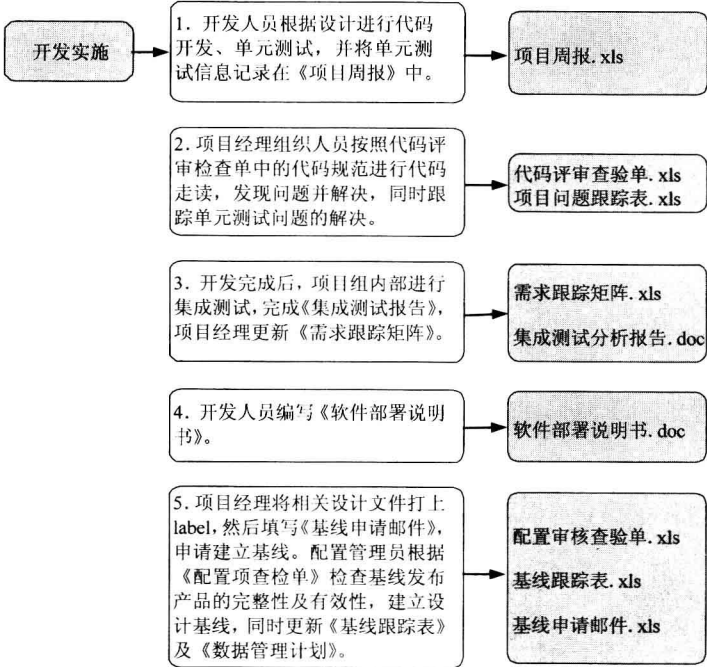 开发实施
1. 开发人员根据设计进行代码
开发、单元测试，并将单元测
试信息记录在《项目周报》中。
项目周报. xls
2. 项目经理组织人员按照代码评
审检查单中的代码规范进行代码
走读，发现问题并解决，同时跟
踪单元测试问题的解决。
代码评审查验单. xls
项目问题跟踪表. xls
3. 开发完成后，项目组内部进行
集成测试，完成《集成测试报告》，
项目经理更新《需求跟踪矩阵》。
需求跟踪矩阵. xls
集成测试分析报告. doc
4. 开发人员编写《软件部署说明
书》。
软件部署说明书. doc
5. 项目经理将相关设计文件打上
label，然后填写《基线申请邮件》，
申请建立基线。配置管理员根据
《配置项查检单》检查基线发布
产品的完整性及有效性，建立设
计基线，同时更新《基线跟踪表》
及《数据管理计划》。
配置审核查验单. xls
基线跟踪表. xls
基线申请邮件. xls